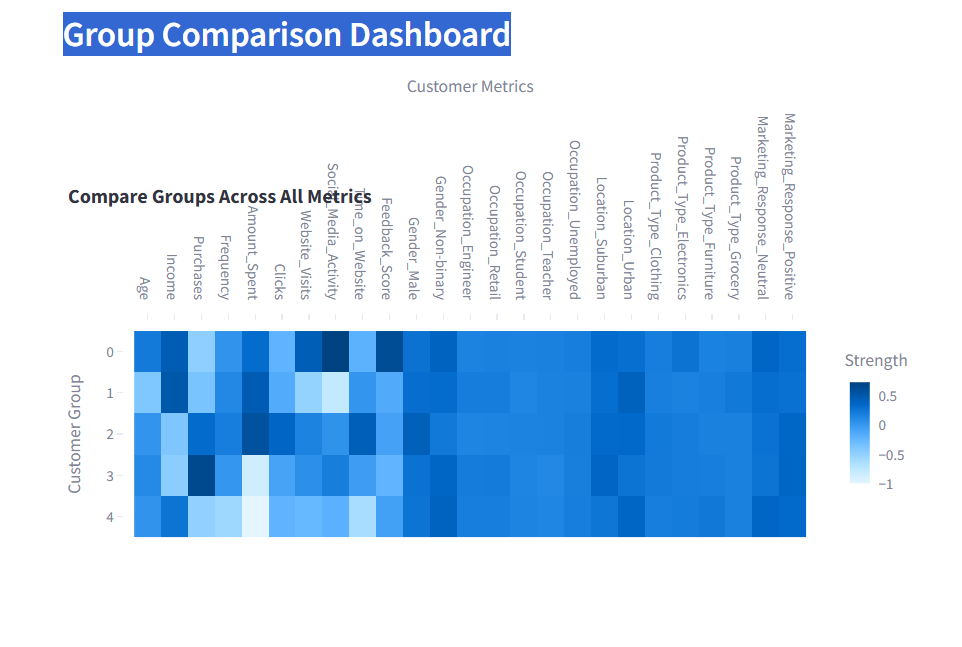 Group Comparison Dashboard
Customer Metrics
Compare Groups Across All Metrics
Age
Income
Purchases
Frequency
Amount_Spent
Clicks
Website_Visits
Social_Media_Activity
Time_on_Website
Feedback_Score
Gender_Male
Gender_Non-binary
Occupation_Engineer
Occupation_Retail
Occupation_Student
Occupation_Teacher
Occupation_Unemployed
Location_Suburban
Location_Urban
Product_Type_Clothing
Product_Type_Electronics
Product_Type_Furniture
Product_Type_Grocery
Marketing_Response_Neutral
Marketing_Response_Positive
Customer Group
0
1
2
3
4
Strength
0.5
0
−0.5
−1